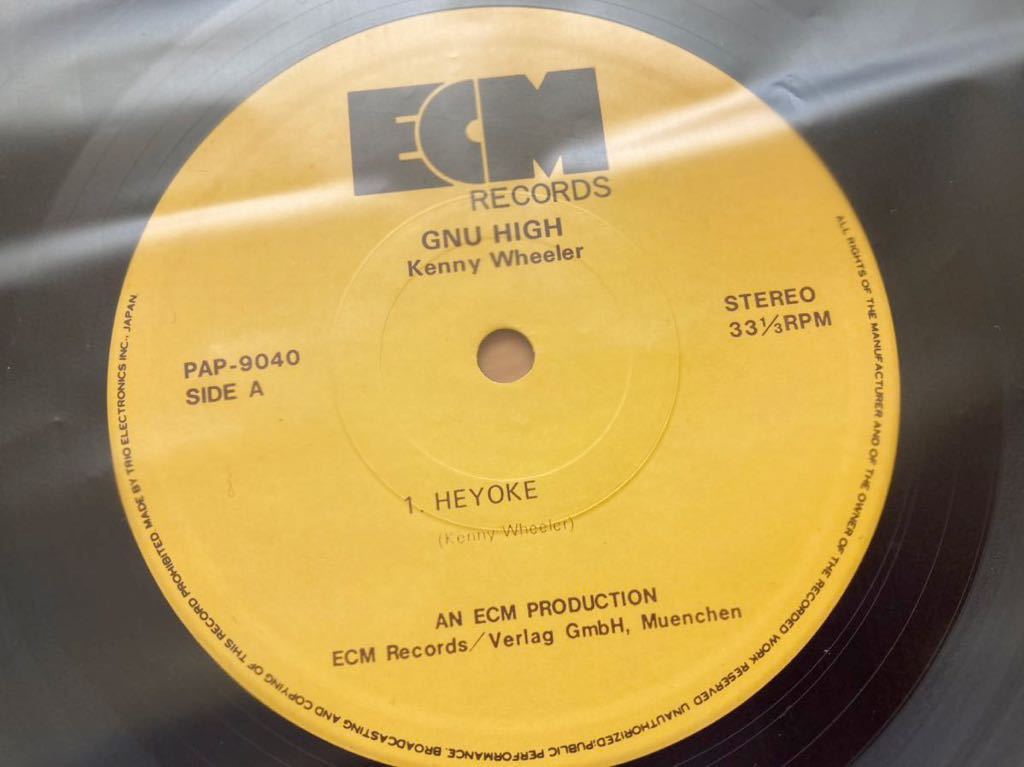 ECM
RECORDS
GNU HIGH
Kenny Wheeler
STEREO
33⅓RPM
PAP-9040
SIDE A
1. HEYOKE
(Kenny Wheeler)
AN ECM PRODUCTION
ECM Records/Verlag GmbH, Muenchen
ALL RIGHTS OF THE MANUFACTURER AND OF THE OWNER OF THE RECORDED WORK RESERVED UNAUTHORIZED:PUBLIC PERFORMANCE. BROADCASTING AND COPYING OF THIS RECORD PROHIBITED MADE BY TRIO ELECTRONICS INC., JAPAN